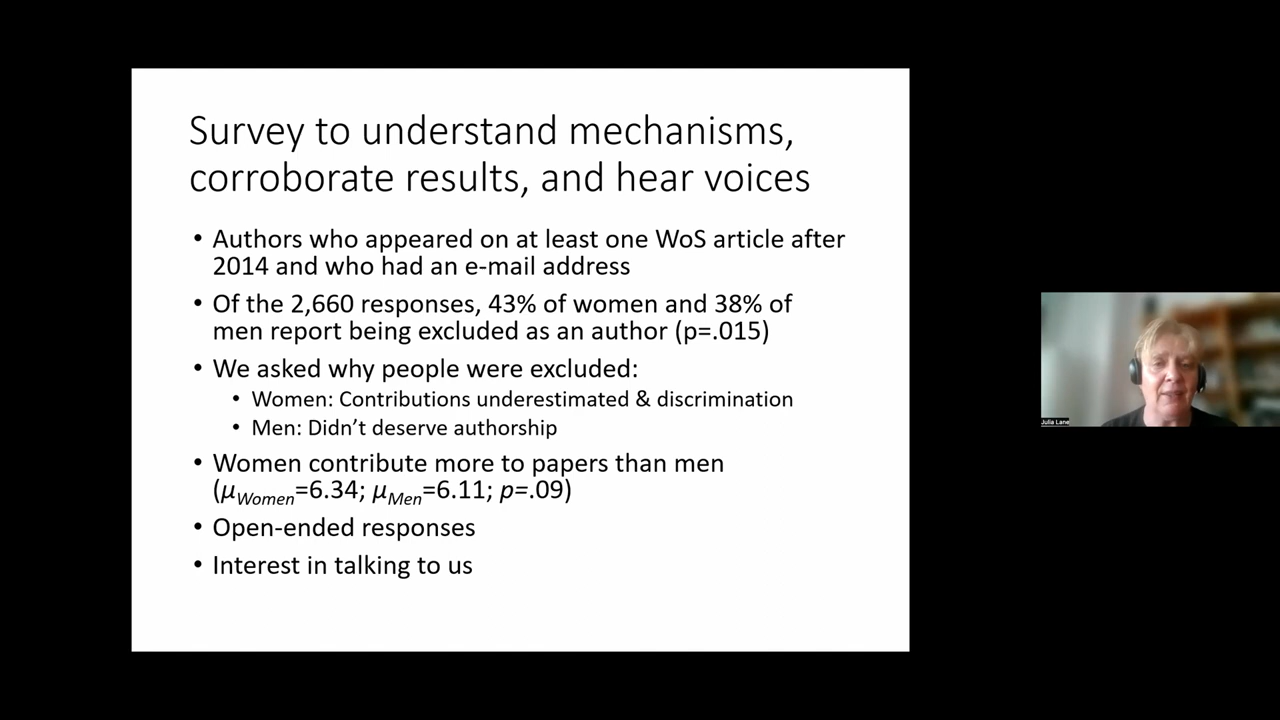 Survey to understand mechanisms,
corroborate results, and hear voices
• Authors who appeared on at least one WoS article after
2014 and who had an e-mail address
• Of the 2,660 responses, 43% of women and 38% of
men report being excluded as an author (p=.015)
• We asked why people were excluded:
• Women: Contributions underestimated & discrimination
• Men: Didn’t deserve authorship
• Women contribute more to papers than men
(μWomen=6.34; μMen=6.11; p=.09)
• Open-ended responses
• Interest in talking to us
Julia Lane